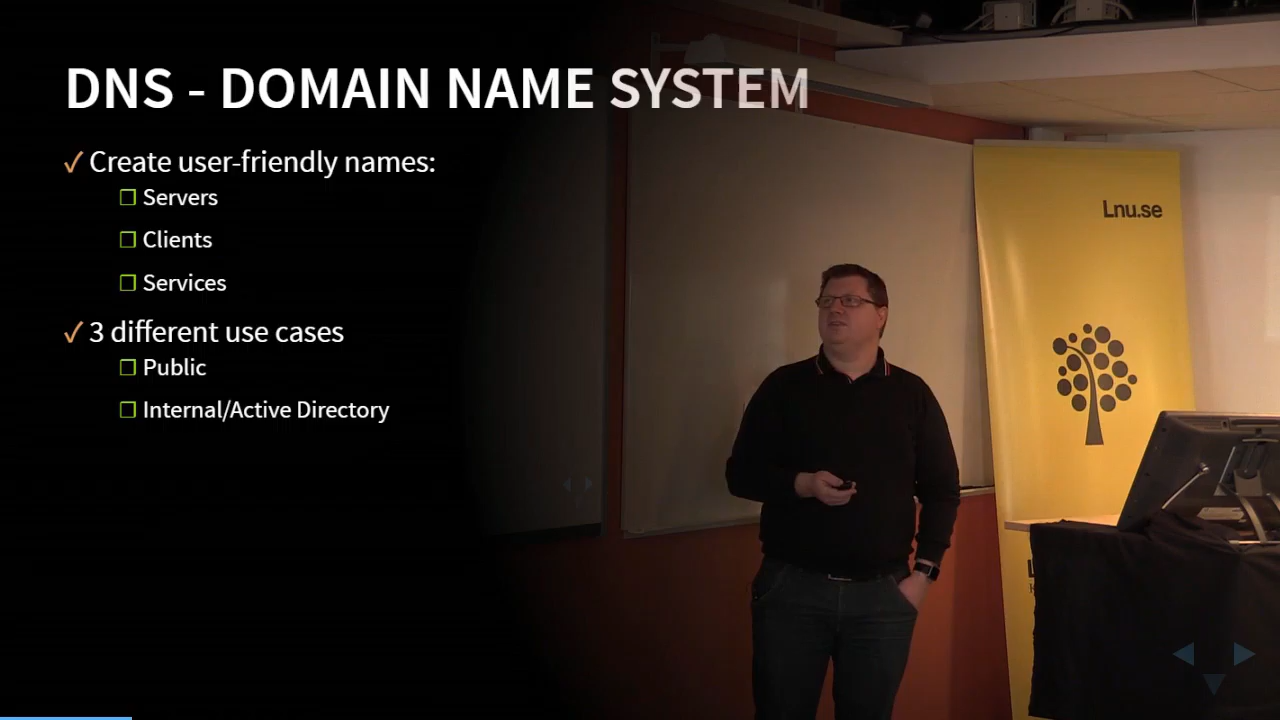 DNS - DOMAIN NAME SYSTEM
✓ Create user-friendly names:
❒ Servers
❒ Clients
❒ Services
✓ 3 different use cases
❒ Public
❒ Internal/Active Directory
Lnu.se